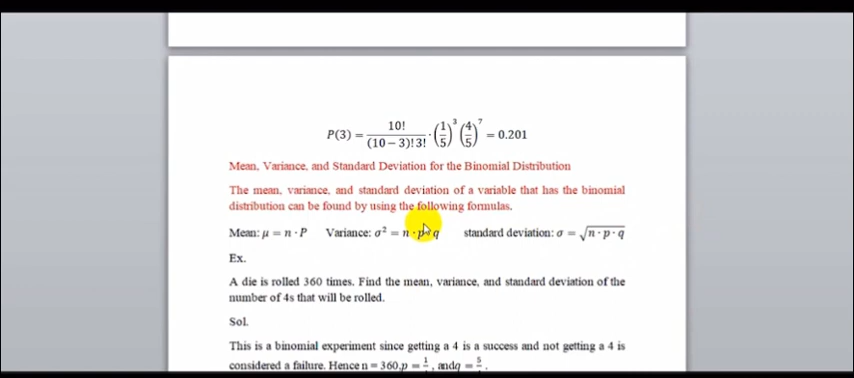 P(3) = 10!/((10 − 3)! 3!) · (1/5)^3 (4/5)^7 = 0.201
Mean, Variance, and Standard Deviation for the Binomial Distribution
The mean, variance, and standard deviation of a variable that has the binomial
distribution can be found by using the following formulas.
Mean: μ = n · P Variance: σ² = n · p · q standard deviation: σ = √(n · p · q)
Ex.
A die is rolled 360 times. Find the mean, variance, and standard deviation of the
number of 4s that will be rolled.
Sol.
This is a binomial experiment since getting a 4 is a success and not getting a 4 is
considered a failure. Hence n = 360, p = 1/ , and q = 5/ .